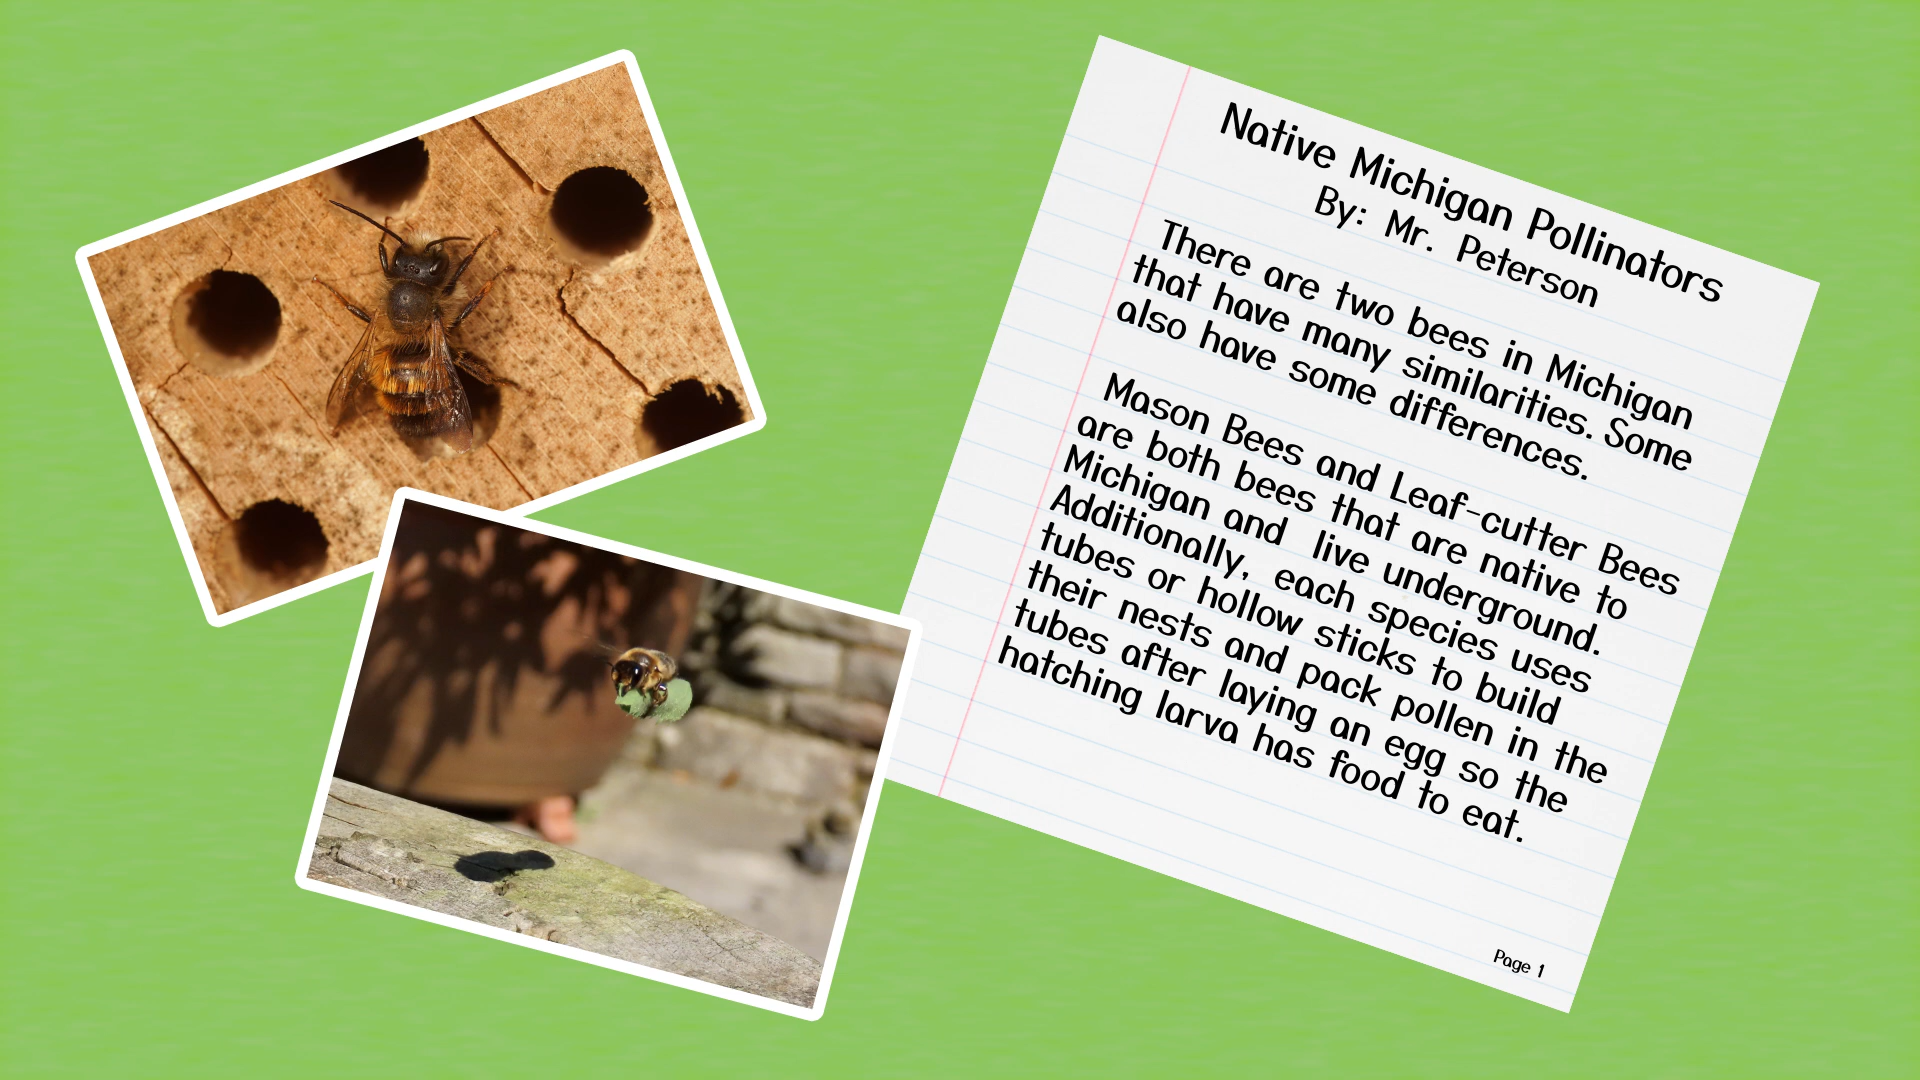 Native Michigan Pollinators
By: Mr. Peterson
There are two bees in Michigan
that have many similarities. Some
also have some differences.
Mason Bees and Leaf-cutter Bees
are both bees that are native to
Michigan and live underground.
Additionally, each species uses
tubes or hollow sticks to build
their nests and pack pollen in the
tubes after laying an egg so the
hatching larva has food to eat.
Page 1